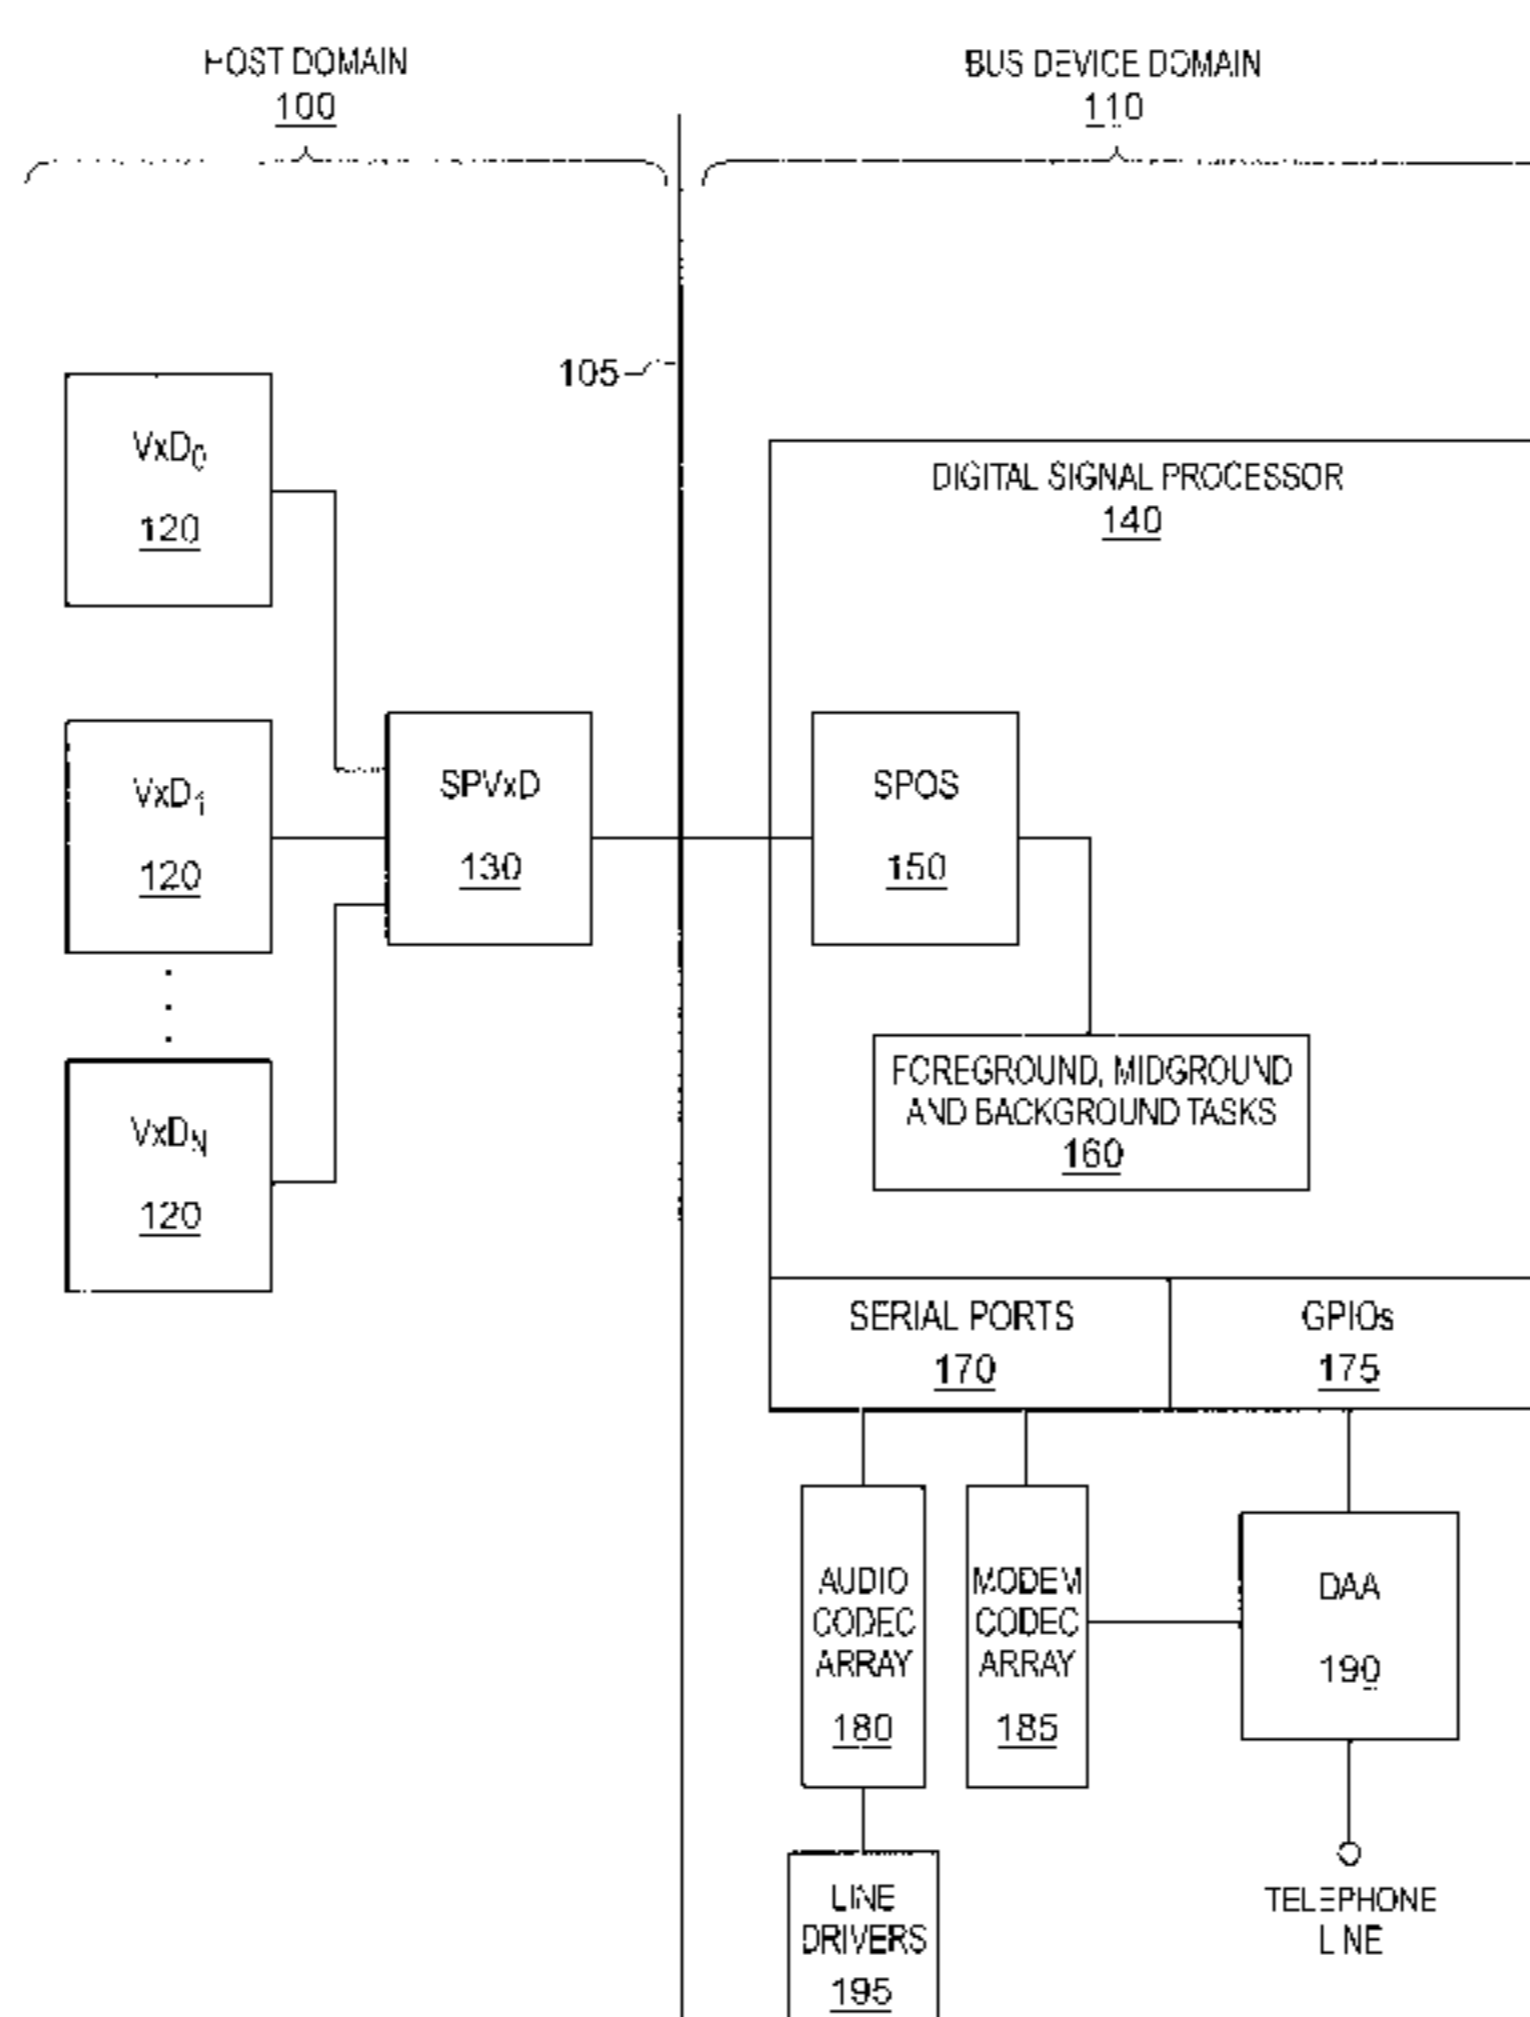 HOST DOMAIN
100
BUS DEVICE DOMAIN
110
105
VxD0
120
DIGITAL SIGNAL PROCESSOR
140
VxD1
120
SPVxD
130
SPOS
150
VxDN
120
FOREGROUND, MIDGROUND
AND BACKGROUND TASKS
160
SERIAL PORTS
170
GPIOs
175
AUDIO
CODEC
ARRAY
180
MODEM
CODEC
ARRAY
185
DAA
190
LINE
DRIVERS
195
TELEPHONE
LINE